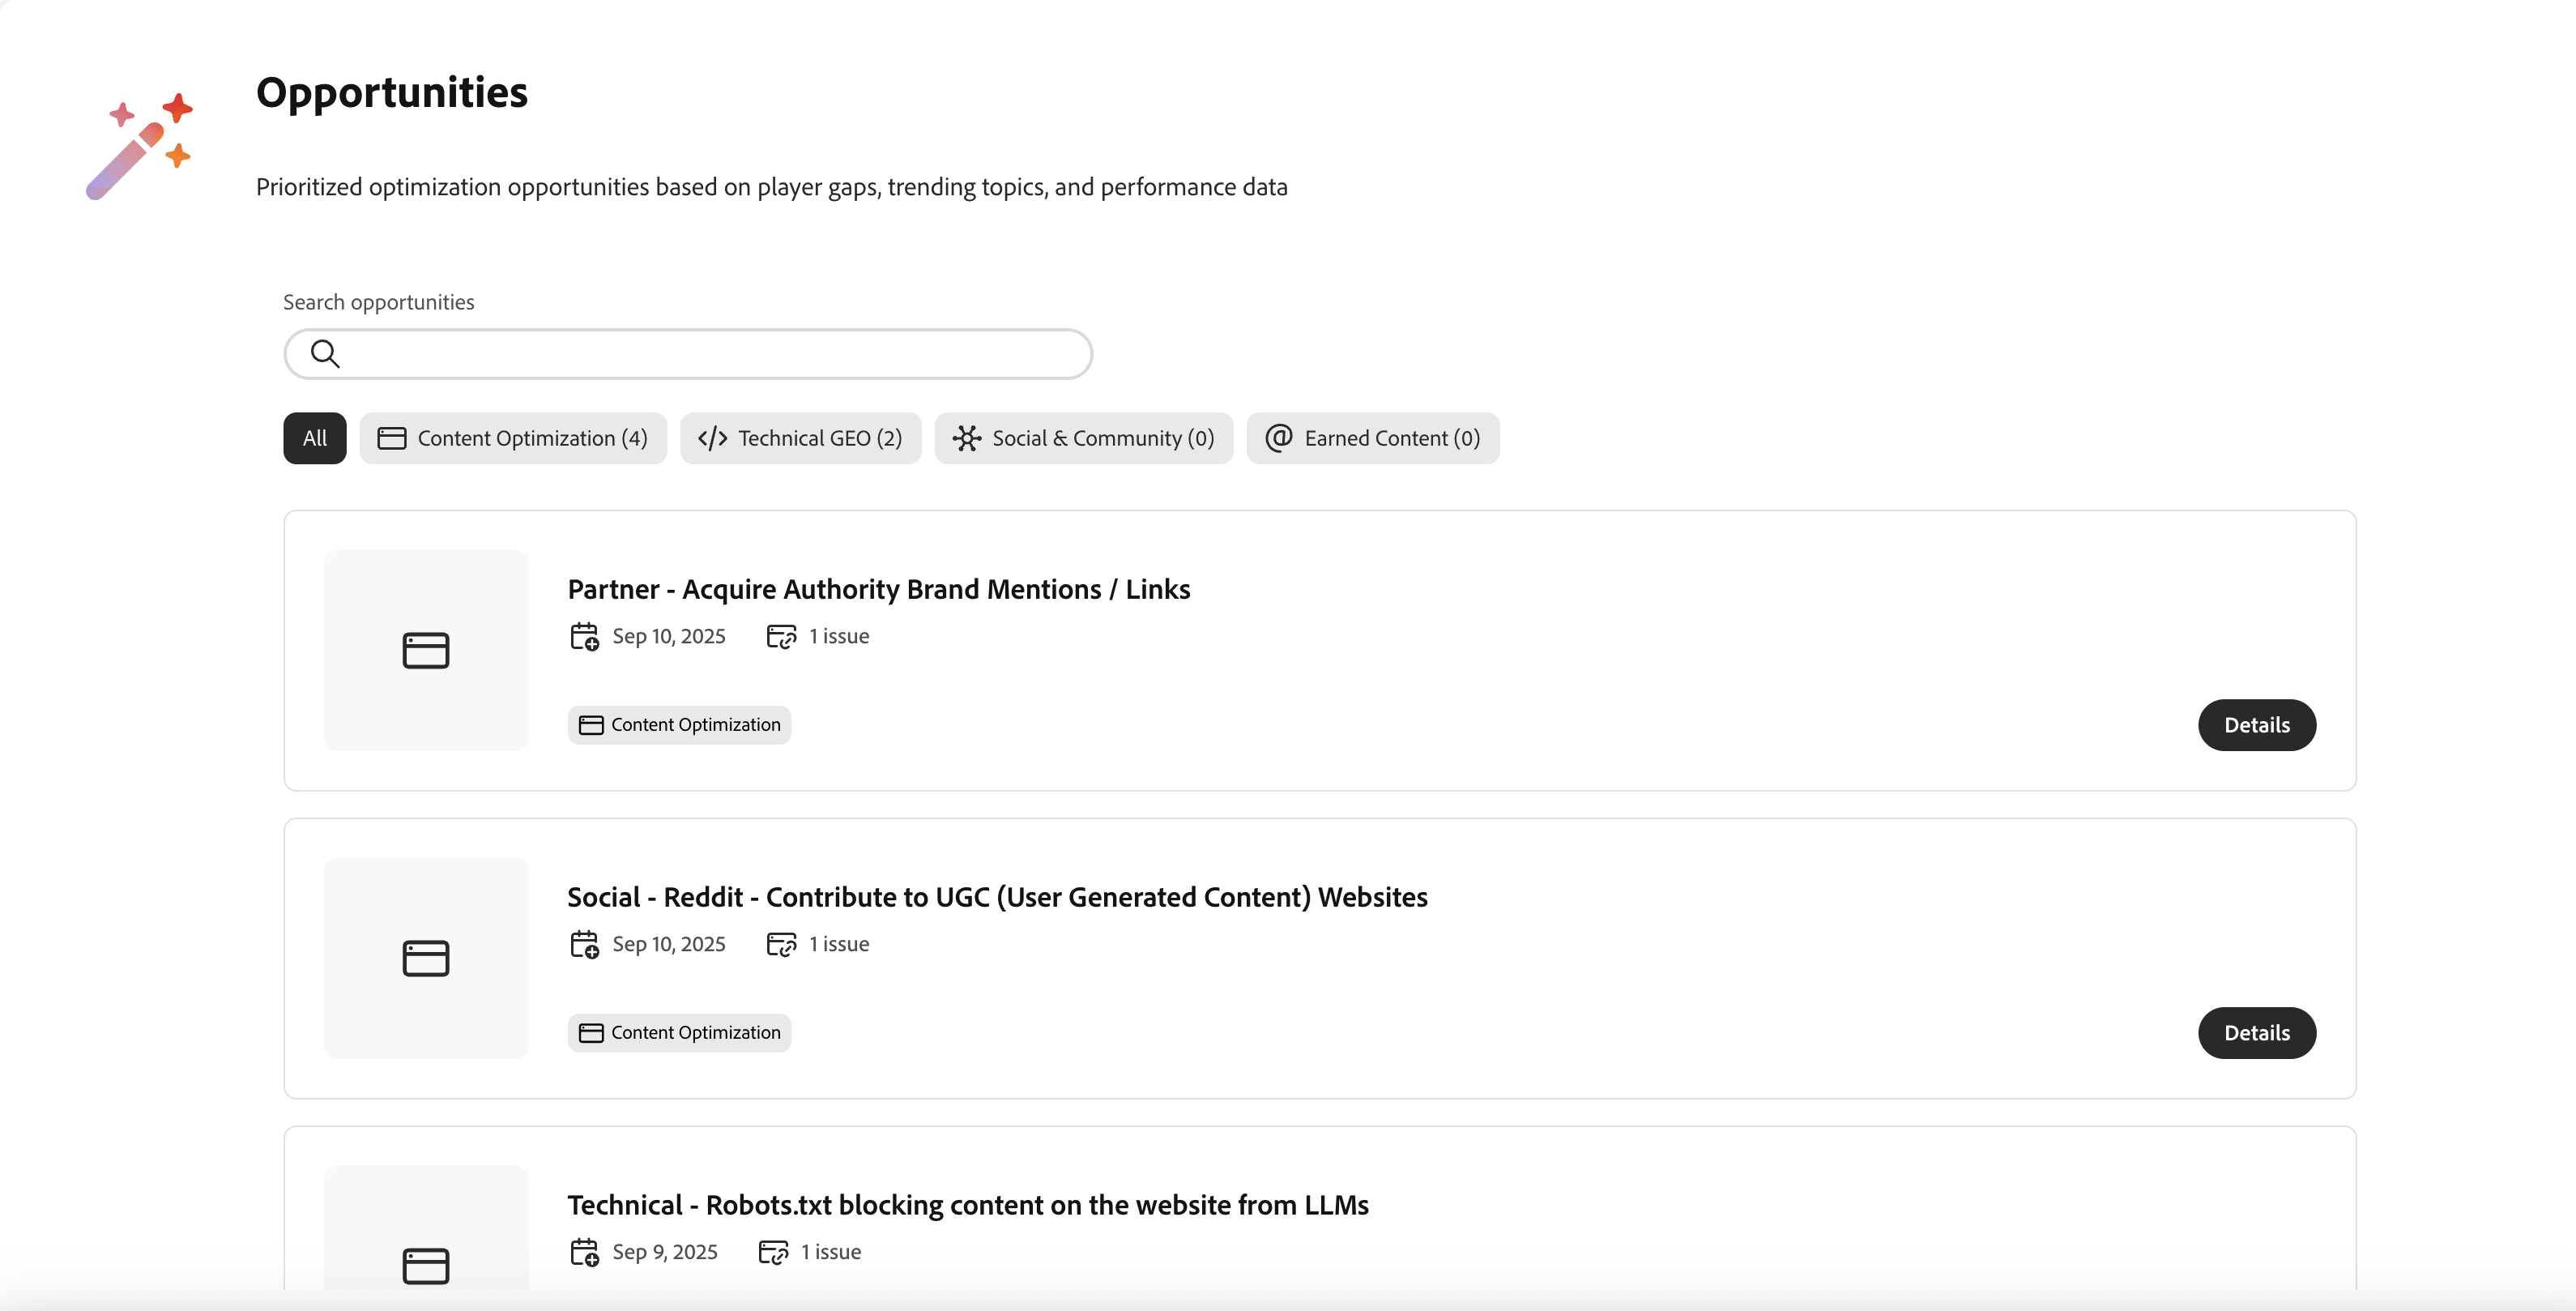 Opportunities
Prioritized optimization opportunities based on player gaps, trending topics, and performance data
Search opportunities
All
Content Optimization (4)
Technical GEO (2)
Social & Community (0)
Earned Content (0)
Partner - Acquire Authority Brand Mentions / Links
Sep 10, 2025
1 issue
Content Optimization
Details
Social - Reddit - Contribute to UGC (User Generated Content) Websites
Sep 10, 2025
1 issue
Content Optimization
Details
Technical - Robots.txt blocking content on the website from LLMs
Sep 9, 2025
1 issue